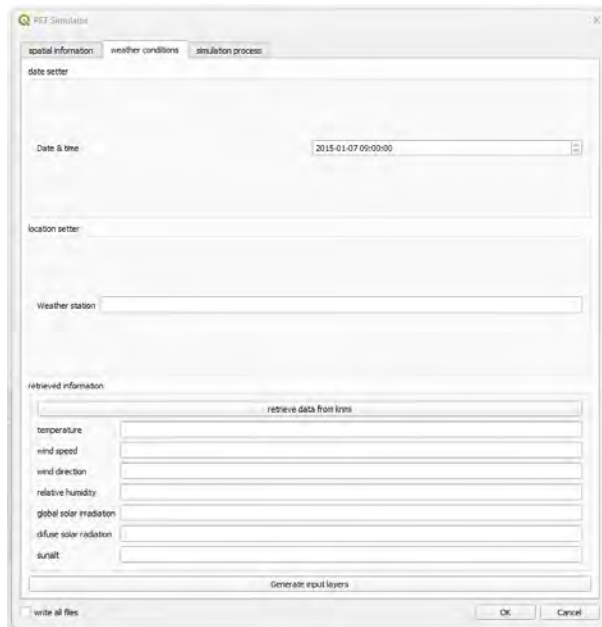 PET Simulator
spatial information weather conditions simulation process
date setter
Date & time 2015-01-07 09:00:00
location setter
Weather station
retrieved information
retrieve data from knmi
temperature
wind speed
wind direction
relative humidity
global solar irradiation
difuse solar radiation
sunalt
Generate input layers
write all files OK Cancel